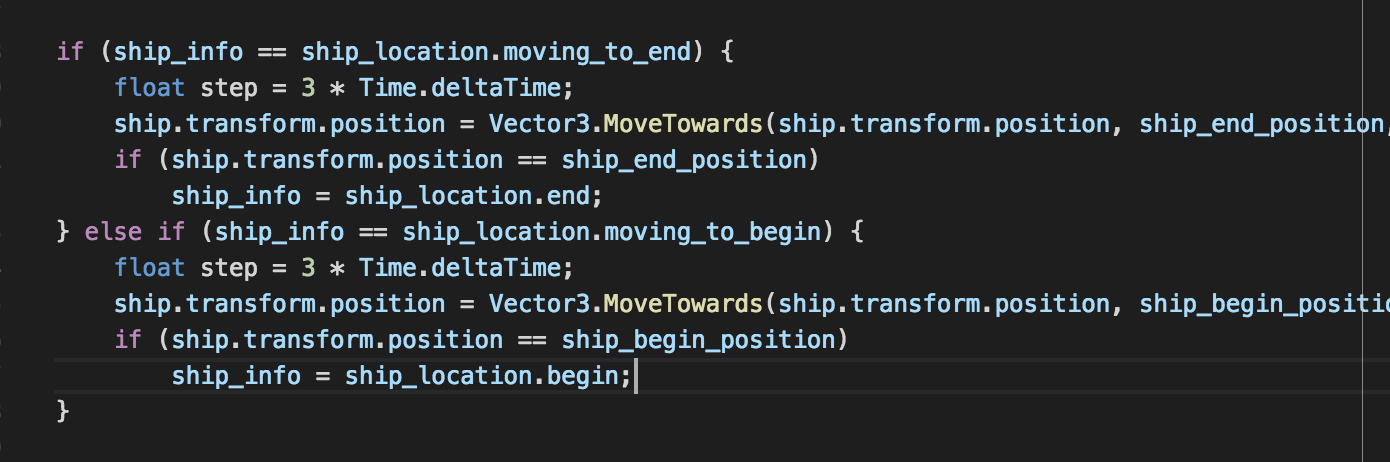 if (ship_info == ship_location.moving_to_end) {
float step = 3 * Time.deltaTime;
ship.transform.position = Vector3.MoveTowards(ship.transform.position, ship_end_position,
if (ship.transform.position == ship_end_position)
ship_info = ship_location.end;
} else if (ship_info == ship_location.moving_to_begin) {
float step = 3 * Time.deltaTime;
ship.transform.position = Vector3.MoveTowards(ship.transform.position, ship_begin_positio
if (ship.transform.position == ship_begin_position)
ship_info = ship_location.begin;
}